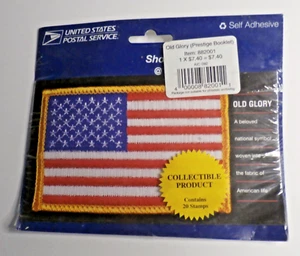 UNITED STATES
POSTAL SERVICE
Self Adhesive
Old Glory (Prestige Booklet)
Item: 882001
1 X $7.40 = $7.40
Sho
@
OLD GLORY
A beloved
national symbol
woven into
the fabric of
American life.
COLLECTIBLE
PRODUCT
Contains
20 Stamps